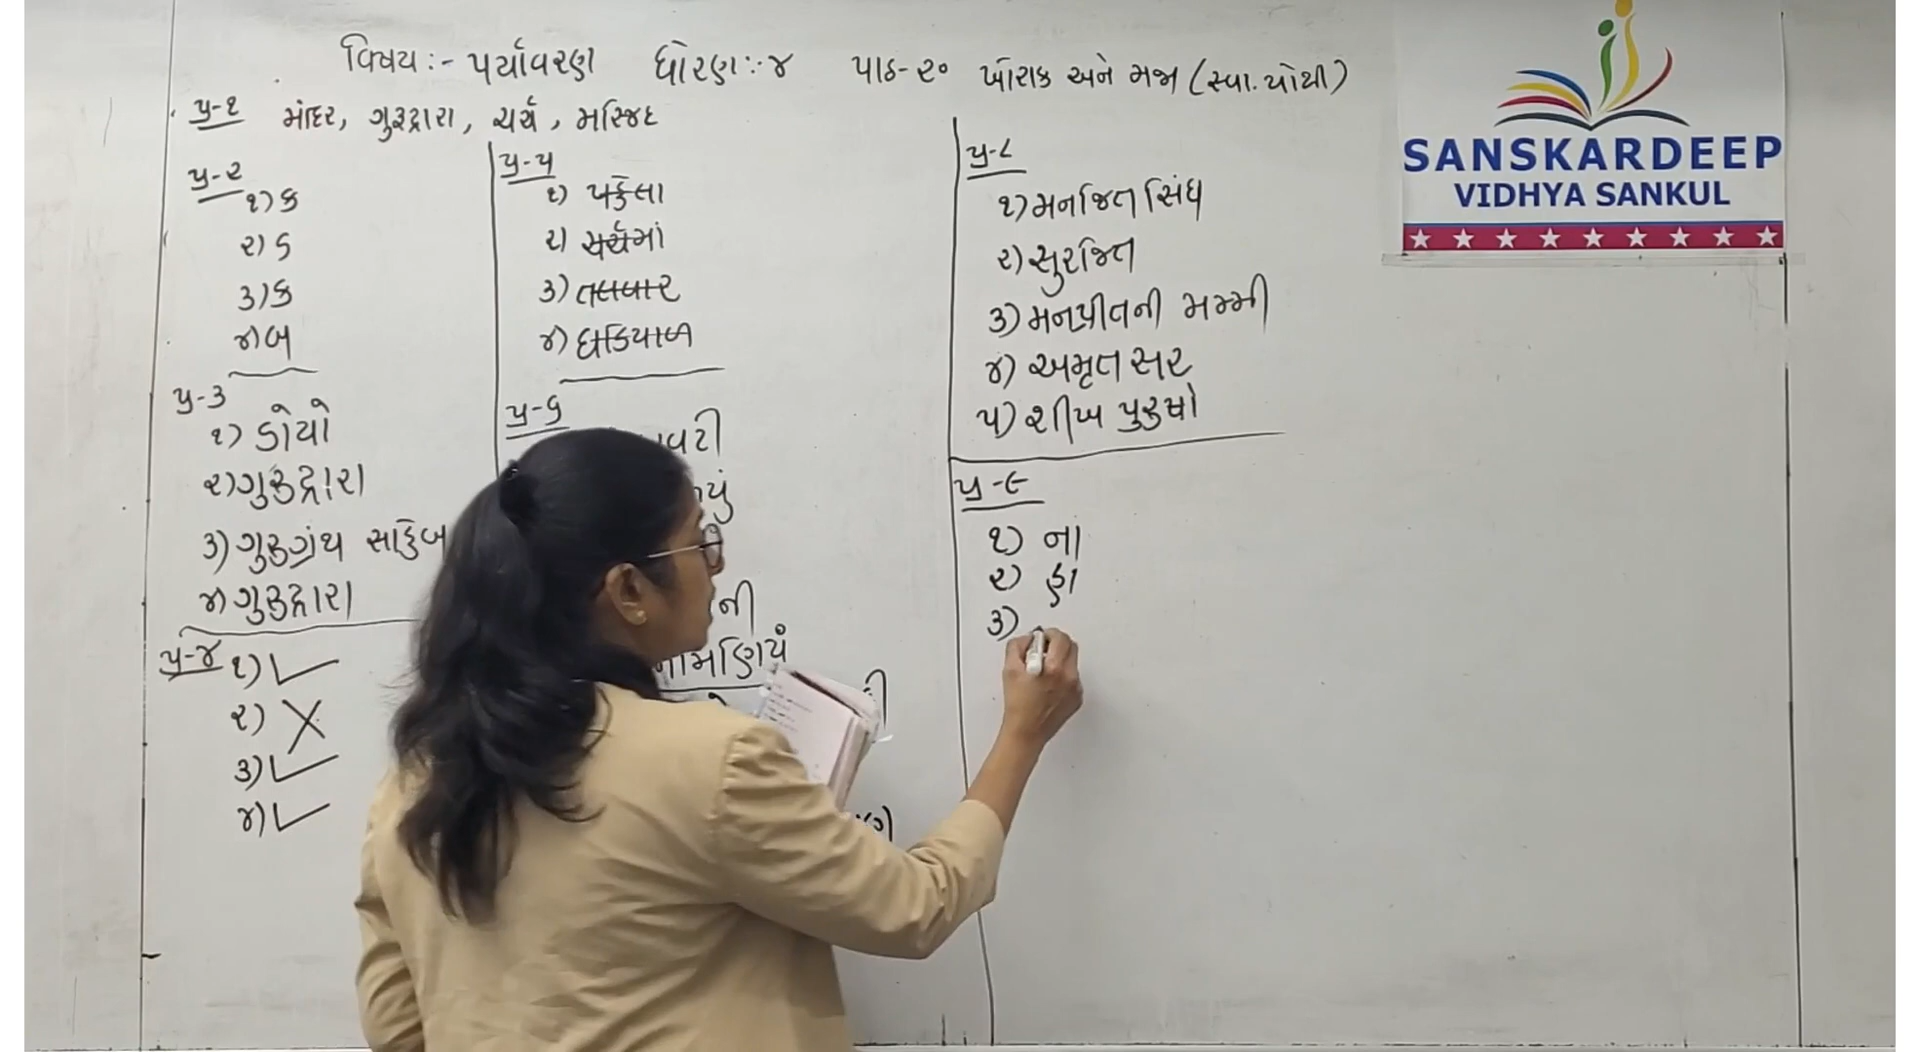 વિષય:- પર્યાવરણ ધોરણ:-૪ પાઠ-૨૦ ખોરાક અને મજા (સ્વા.પોથી)
પ્ર-૧ મંદિર, ગુરુદ્વારા, ચર્ચ, મસ્જિદ
પ્ર-૨
૧) ક
૨) ડ
૩) ક
૪) બ
પ્ર-૩
૧) ડોયો
૨) ગુરુદ્વારા
૩) ગુરુગ્રંથ સાહેબ
૪) ગુરુદ્વારા
પ્ર-૪ ૧) ✓
૨) X
૩) ✓
૪) ✓
પ્ર-૫
૧) પહેલા
૨) ચર્ચમાં
૩) તલવાર
૪) ઘડિયાળ
પ્ર-૬
પ્ર-૮
૧) મનજિત સિંઘ
૨) સુરજિત
૩) મનપ્રીતની મમ્મી
૪) અમૃતસર
૫) શીખ પુરુષો
પ્ર-૯
૧) ના
૨) હા
૩)
SANSKARDEEP
VIDHYA SANKUL